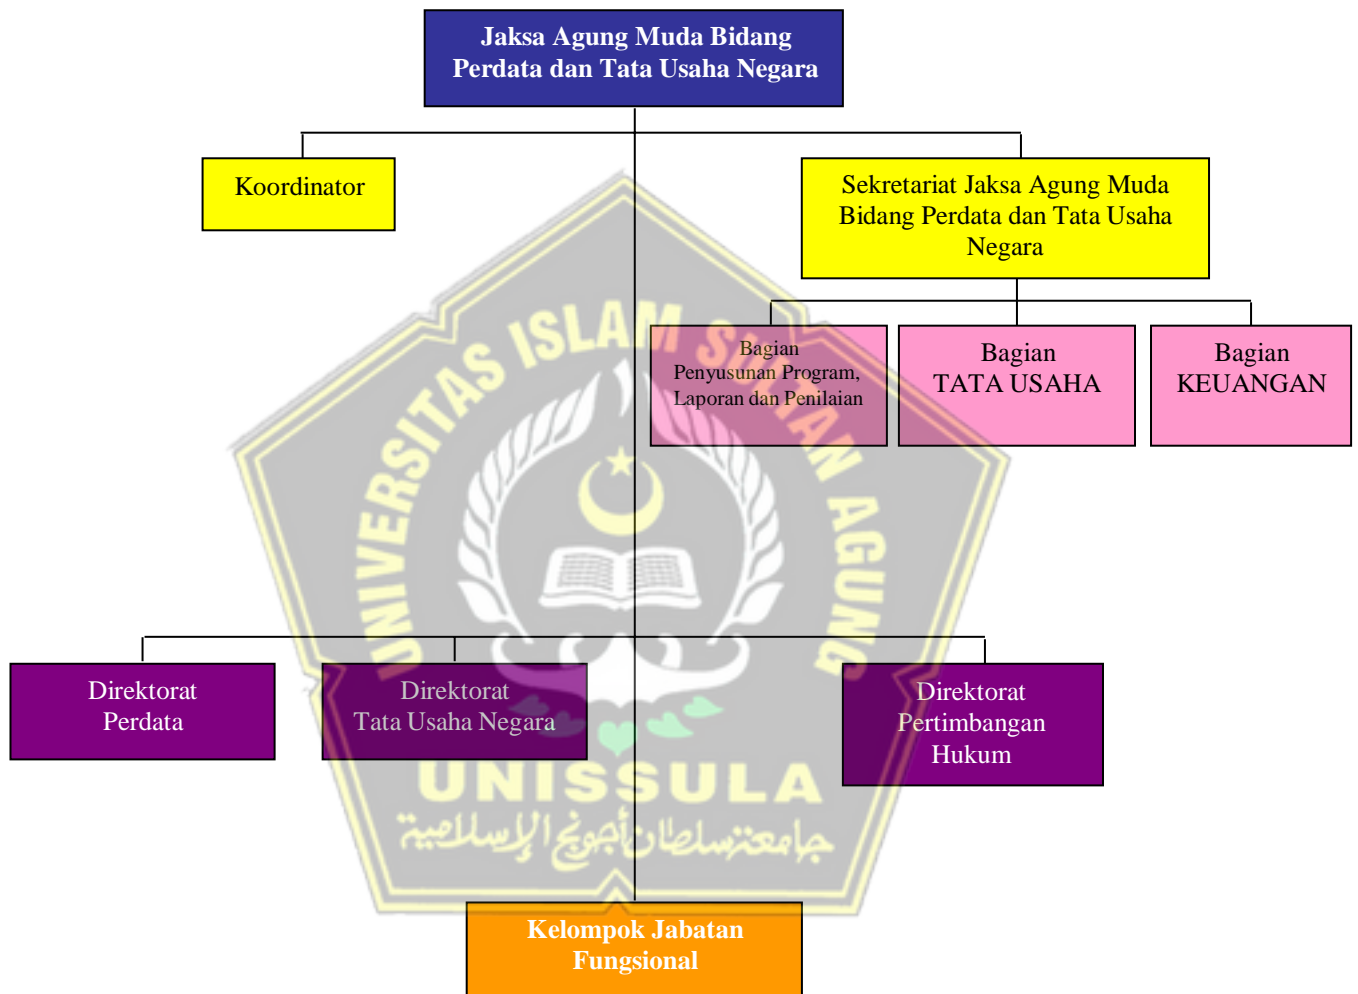 Jaksa Agung Muda Bidang
Perdata dan Tata Usaha Negara
Koordinator
Sekretariat Jaksa Agung Muda
Bidang Perdata dan Tata Usaha
Negara
Bagian
Penyusunan Program,
Laporan dan Penilaian
Bagian
TATA USAHA
Bagian
KEUANGAN
UNIVERSITAS ISLAM SULTAN AGUNG
Direktorat
Perdata
Direktorat
Tata Usaha Negara
Direktorat
Pertimbangan
Hukum
UNISSULA
جامعة سلطان أجونج الإسلامية
Kelompok Jabatan
Fungsional